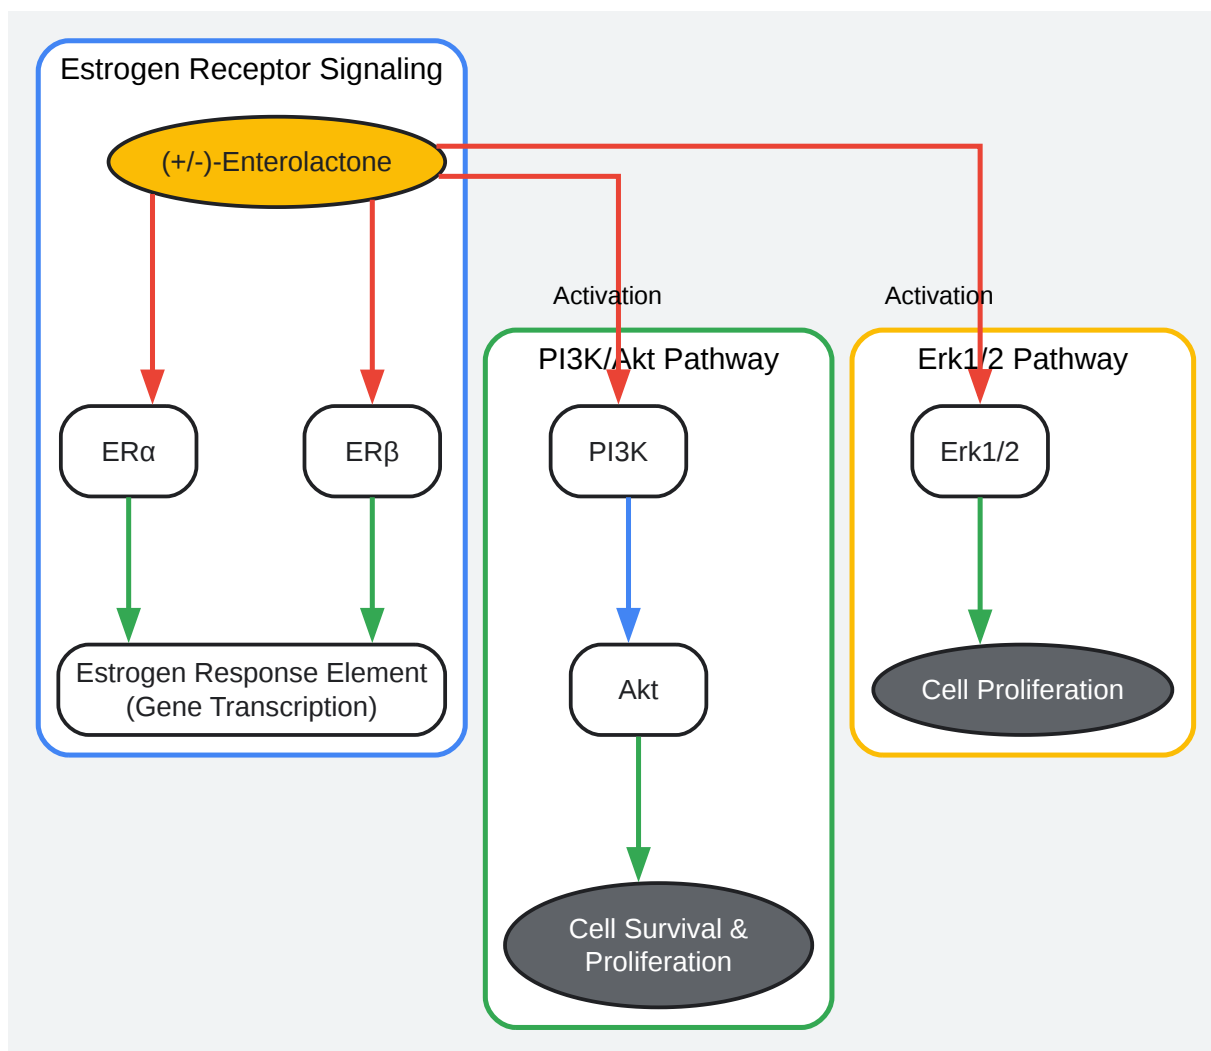 Estrogen Receptor Signaling
(+/-)-Enterolactone
Activation
Activation
PI3K/Akt Pathway
Erk1/2 Pathway
ERα
ERβ
PI3K
Erk1/2
Estrogen Response Element
(Gene Transcription)
Akt
Cell Proliferation
Cell Survival &
Proliferation